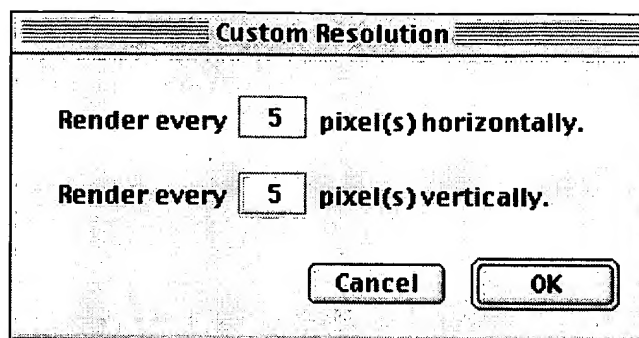 Custom Resolution
Render every 5 pixel(s) horizontally.
Render every 5 pixel(s) vertically.
Cancel OK